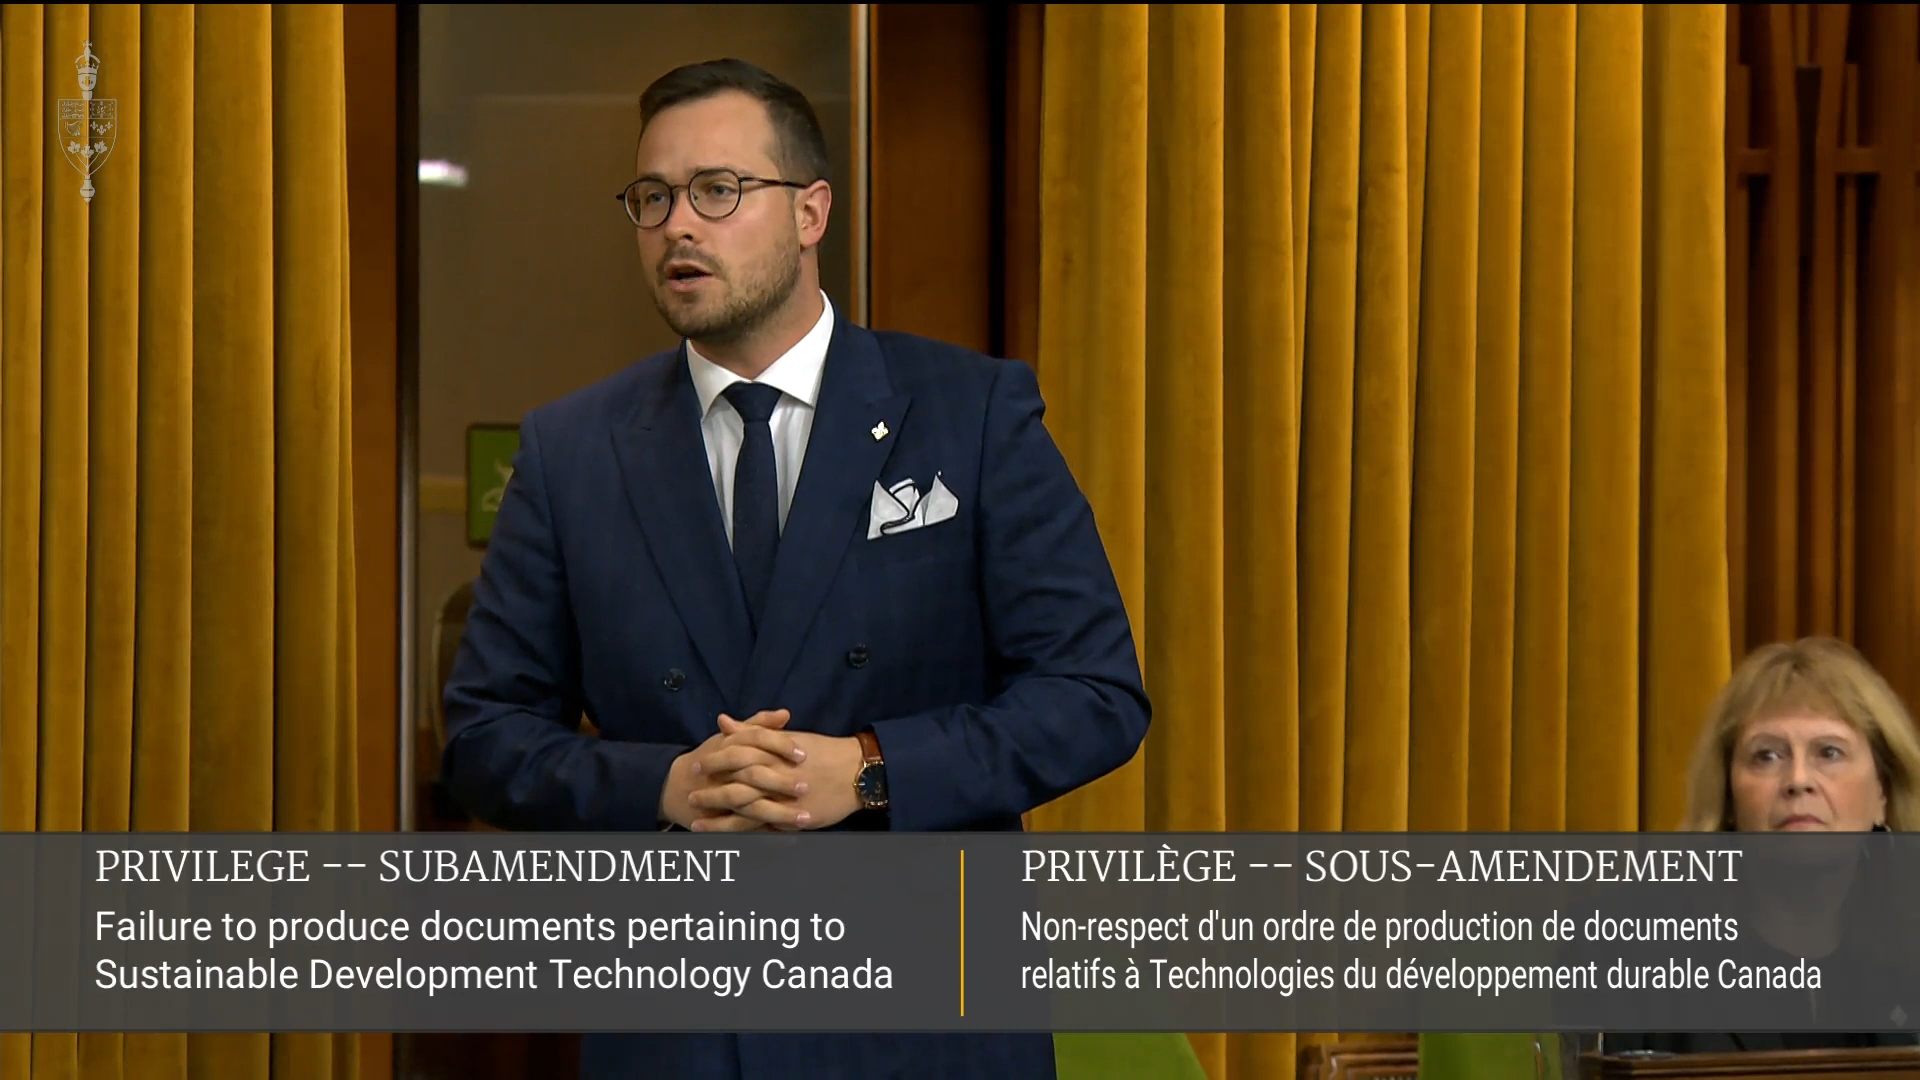 PRIVILEGE -- SUBAMENDMENT
Failure to produce documents pertaining to
Sustainable Development Technology Canada
PRIVILÈGE -- SOUS-AMENDEMENT
Non-respect d'un ordre de production de documents
relatifs à Technologies du développement durable Canada